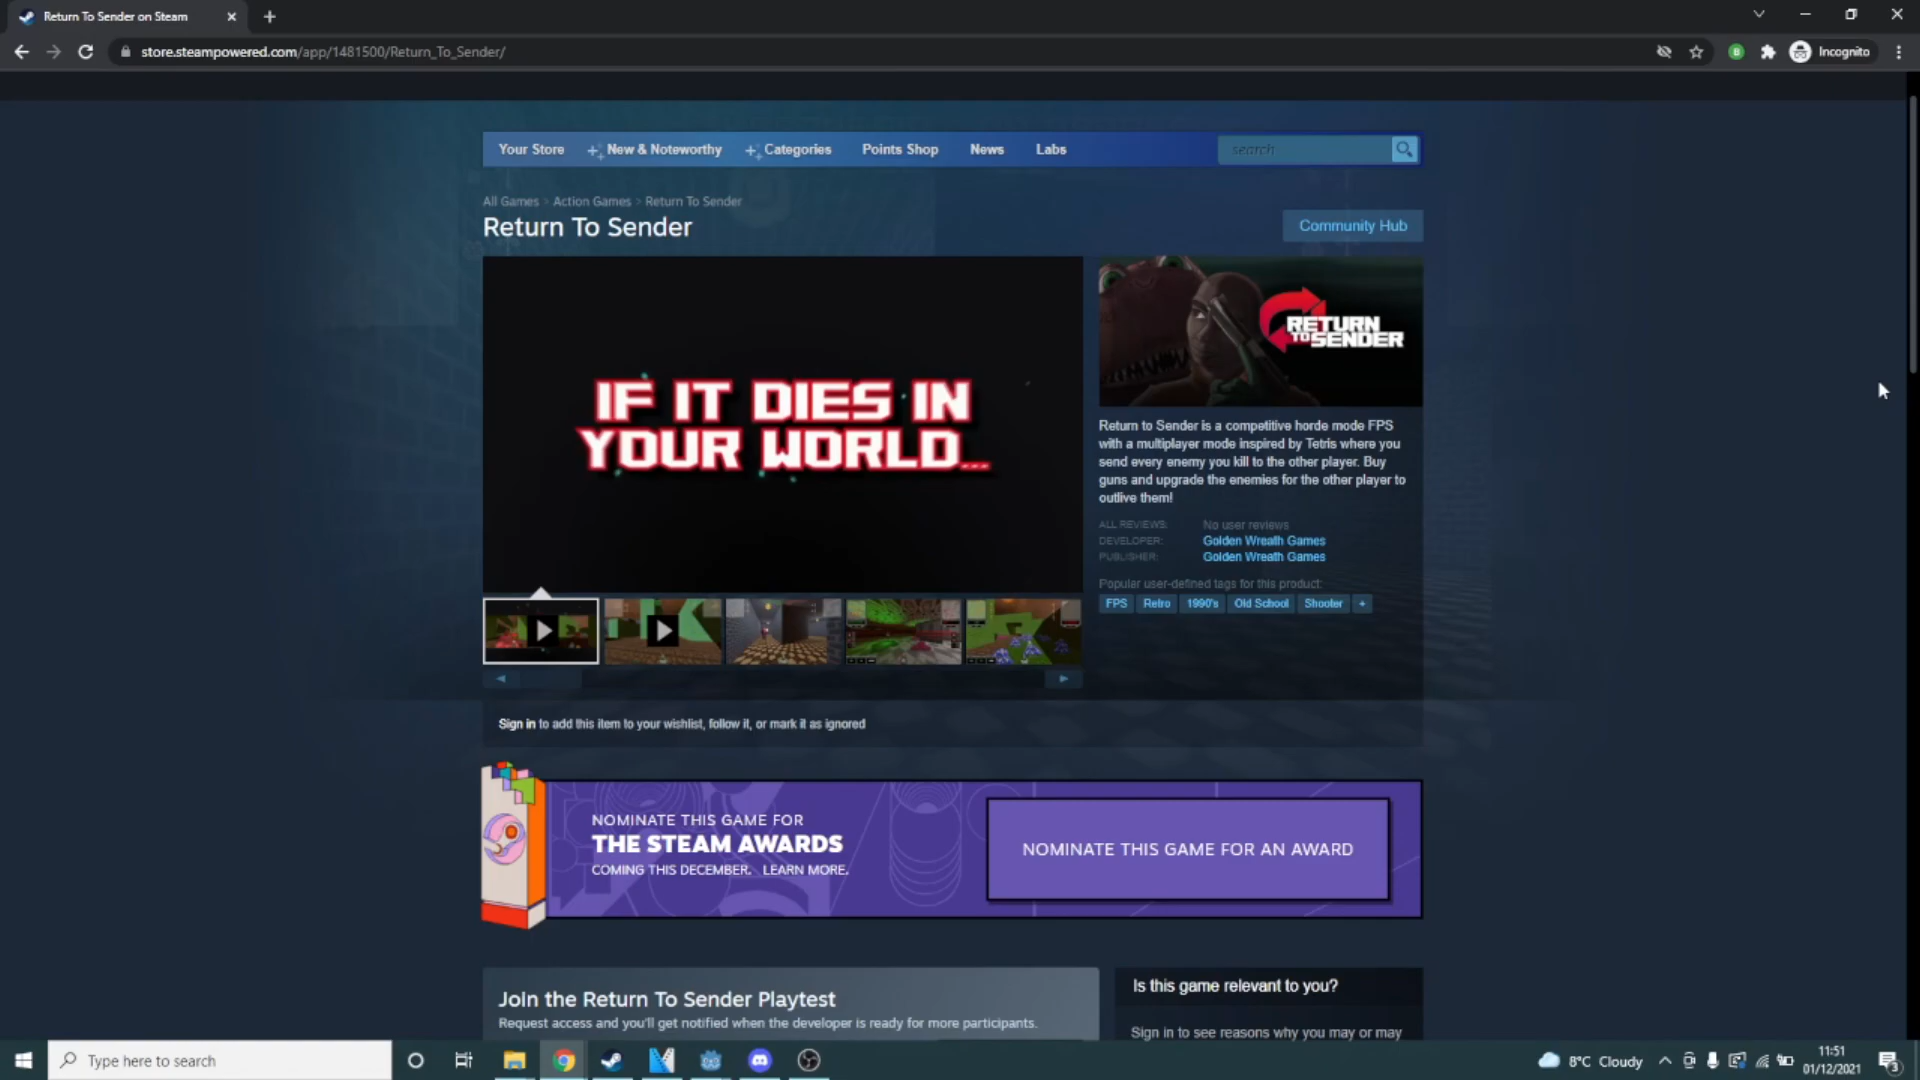 Return To Sender on Steam
store.steampowered.com/app/1481500/Return_To_Sender/
Incognito
Your Store
New & Noteworthy
Categories
Points Shop
News
Labs
search
All Games > Action Games > Return To Sender
Return To Sender
Community Hub
IF IT DIES IN
YOUR WORLD...
RETURN
TO SENDER
Return to Sender is a competitive horde mode FPS
with a multiplayer mode inspired by Tetris where you
send every enemy you kill to the other player. Buy
guns and upgrade the enemies for the other player to
outlive them!
ALL REVIEWS: No user reviews
DEVELOPER: Golden Wreath Games
PUBLISHER: Golden Wreath Games
Popular user-defined tags for this product:
FPS Retro 1990's Old School Shooter +
Sign in to add this item to your wishlist, follow it, or mark it as ignored
NOMINATE THIS GAME FOR
THE STEAM AWARDS
COMING THIS DECEMBER. LEARN MORE.
NOMINATE THIS GAME FOR AN AWARD
Join the Return To Sender Playtest
Request access and you'll get notified when the developer is ready for more participants.
Is this game relevant to you?
Sign in to see reasons why you may or may
Type here to search
8°C Cloudy
11:51
01/12/2021
3